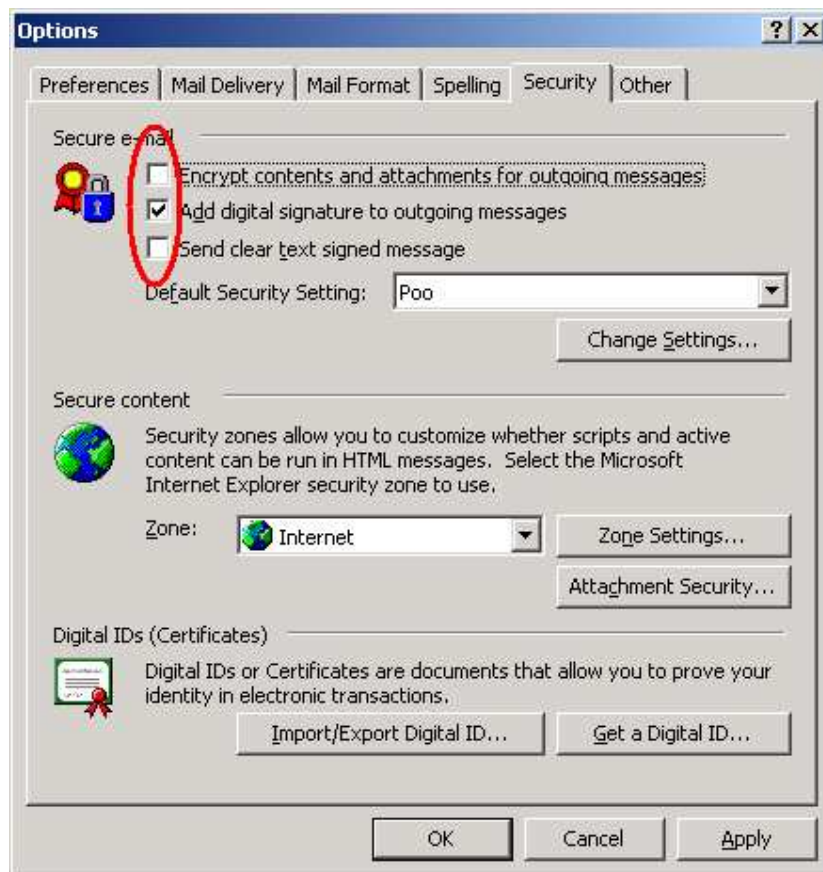 Options
Preferences Mail Delivery Mail Format Spelling Security Other
Secure e-mail
Encrypt contents and attachments for outgoing messages
Add digital signature to outgoing messages
Send clear text signed message
Default Security Setting: Poo
Change Settings...
Secure content
Security zones allow you to customize whether scripts and active
content can be run in HTML messages. Select the Microsoft
Internet Explorer security zone to use.
Zone: Internet Zone Settings...
Attachment Security...
Digital IDs (Certificates)
Digital IDs or Certificates are documents that allow you to prove your
identity in electronic transactions.
Import/Export Digital ID... Get a Digital ID...
OK Cancel Apply